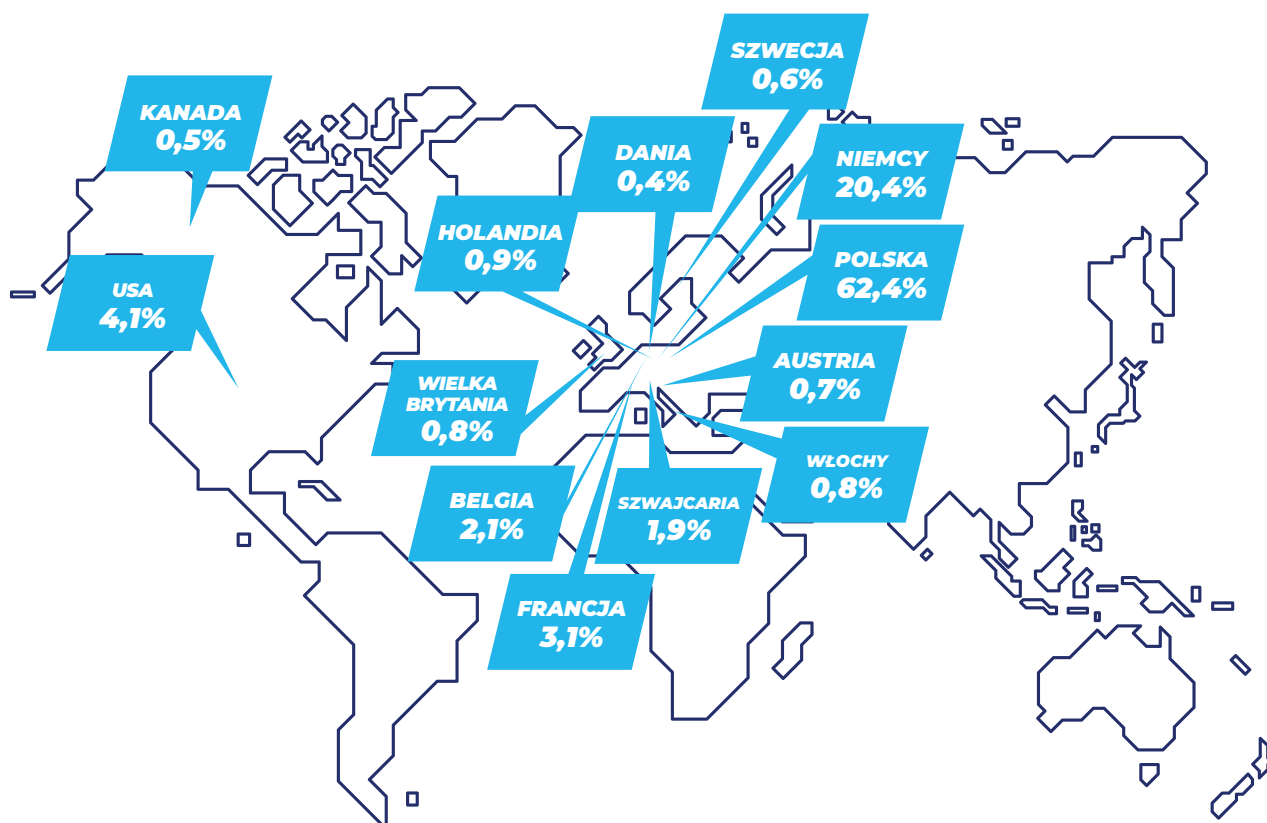 SZWECJA
0,6%
KANADA
0,5%
DANIA
0,4%
NIEMCY
20,4%
HOLANDIA
0,9%
POLSKA
62,4%
USA
4,1%
AUSTRIA
0,7%
WIELKA
BRYTANIA
0,8%
WŁOCHY
0,8%
BELGIA
2,1%
SZWAJCARIA
1,9%
FRANCJA
3,1%